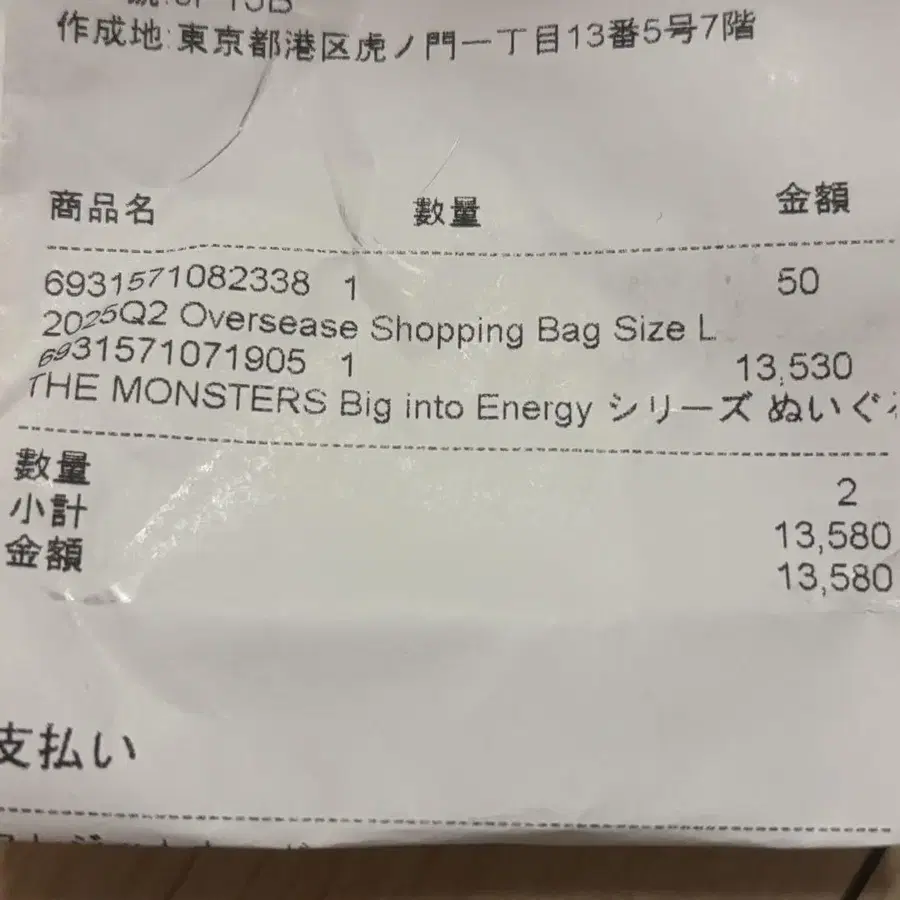 作成地:東京都港区虎ノ門一丁目13番5号7階
商品名 数量 金額
6931571082338 1 50
2025Q2 Oversease Shopping Bag Size L
6931571071905 1 13,530
THE MONSTERS Big into Energy シリーズ ぬいぐ
数量 2
小計 13,580
金額 13,580
支払い